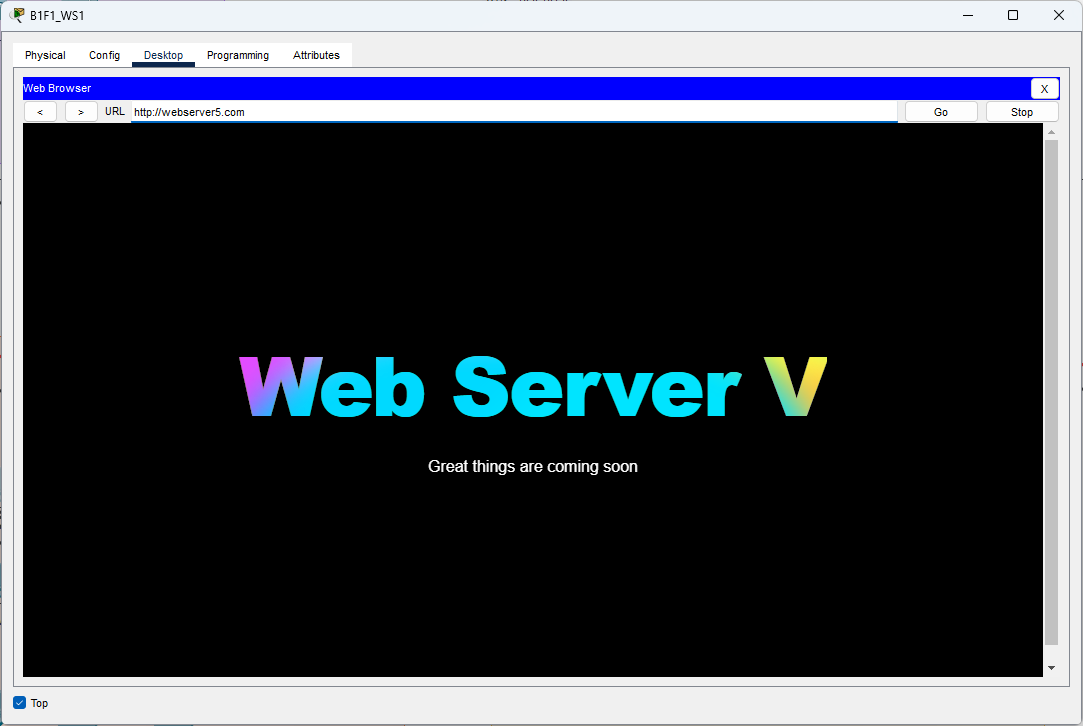 B1F1_WS1
Physical Config Desktop Programming Attributes
Web Browser X
< > URL http://webserver5.com Go Stop
Web Server V
Great things are coming soon
Top